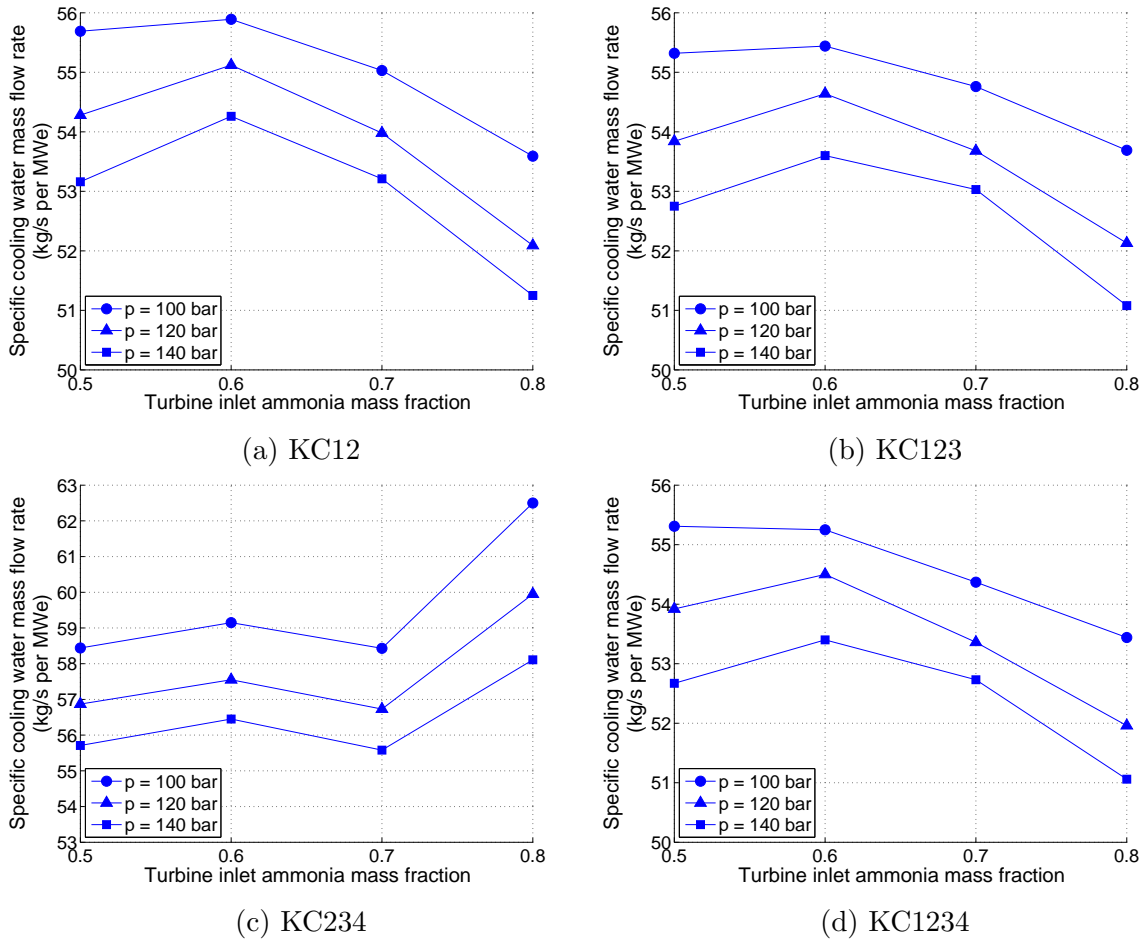 Specific cooling water mass flow rate
(kg/s per MWe)
56
55
54
53
52
51
50
p = 100 bar
p = 120 bar
p = 140 bar
0.5 0.6 0.7 0.8
Turbine inlet ammonia mass fraction
(a) KC12
Specific cooling water mass flow rate
(kg/s per MWe)
56
55
54
53
52
51
50
p = 100 bar
p = 120 bar
p = 140 bar
0.5 0.6 0.7 0.8
Turbine inlet ammonia mass fraction
(b) KC123
Specific cooling water mass flow rate
(kg/s per MWe)
63
62
61
60
59
58
57
56
55
54
53
p = 100 bar
p = 120 bar
p = 140 bar
0.5 0.6 0.7 0.8
Turbine inlet ammonia mass fraction
(c) KC234
Specific cooling water mass flow rate
(kg/s per MWe)
56
55
54
53
52
51
50
p = 100 bar
p = 120 bar
p = 140 bar
0.5 0.6 0.7 0.8
Turbine inlet ammonia mass fraction
(d) KC1234